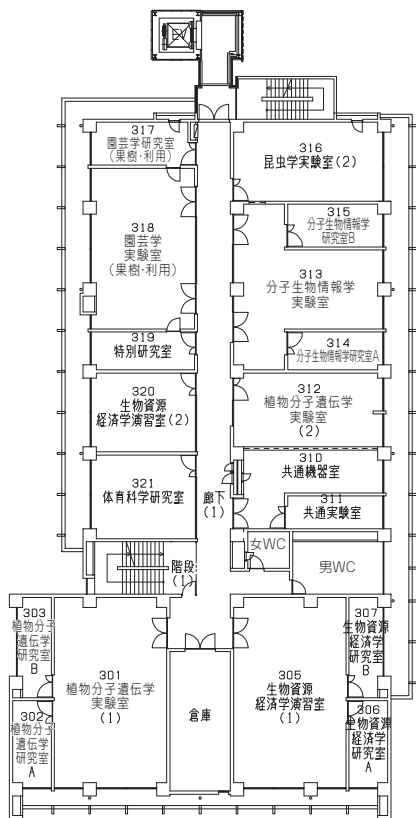 EV
317
園芸学研究室
(果樹・利用)
316
昆虫学実験室(2)
315
分子生物情報学
研究室B
318
園芸学
実験室
(果樹・利用)
313
分子生物情報学
実験室
319
特別研究室
314
分子生物情報学研究室A
320
生物資源
経済学演習室(2)
312
植物分子遺伝学
実験室
(2)
310
共通機器室
321
体育科学研究室
廊下
(1)
311
共通実験室
階段
(1)
女WC
男WC
303
植物分子
遺伝学
研究室
B
301
植物分子遺伝学
実験室
(1)
302
植物分子
遺伝学
研究室
A
倉庫
305
生物資源
経済学演習室
(1)
307
生物資源
経済学
研究室
B
306
生物資源
経済学
研究室
A